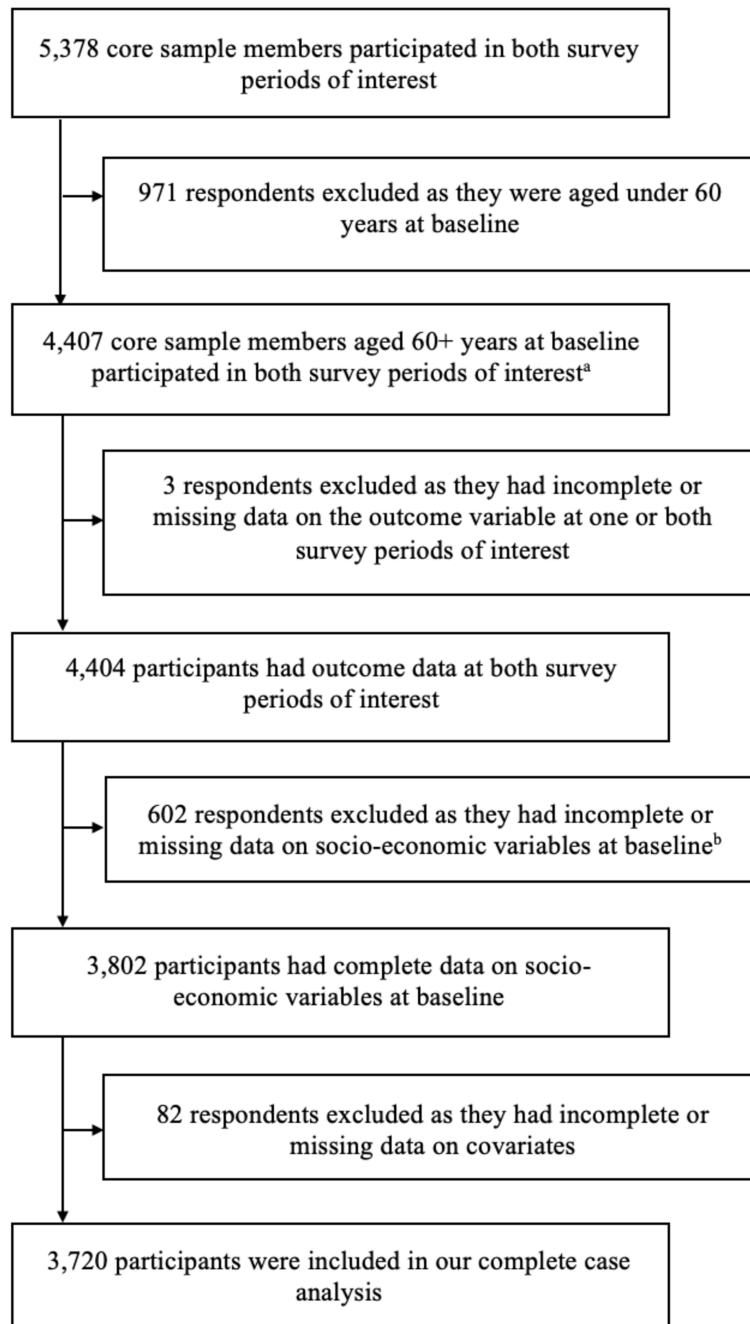 5,378 core sample members participated in both survey
periods of interest
971 respondents excluded as they were aged under 60
years at baseline
4,407 core sample members aged 60+ years at baseline
participated in both survey periods of interestᵃ
3 respondents excluded as they had incomplete or
missing data on the outcome variable at one or both
survey periods of interest
4,404 participants had outcome data at both survey
periods of interest
602 respondents excluded as they had incomplete or
missing data on socio-economic variables at baselineᵇ
3,802 participants had complete data on socio-
economic variables at baseline
82 respondents excluded as they had incomplete or
missing data on covariates
3,720 participants were included in our complete case
analysis